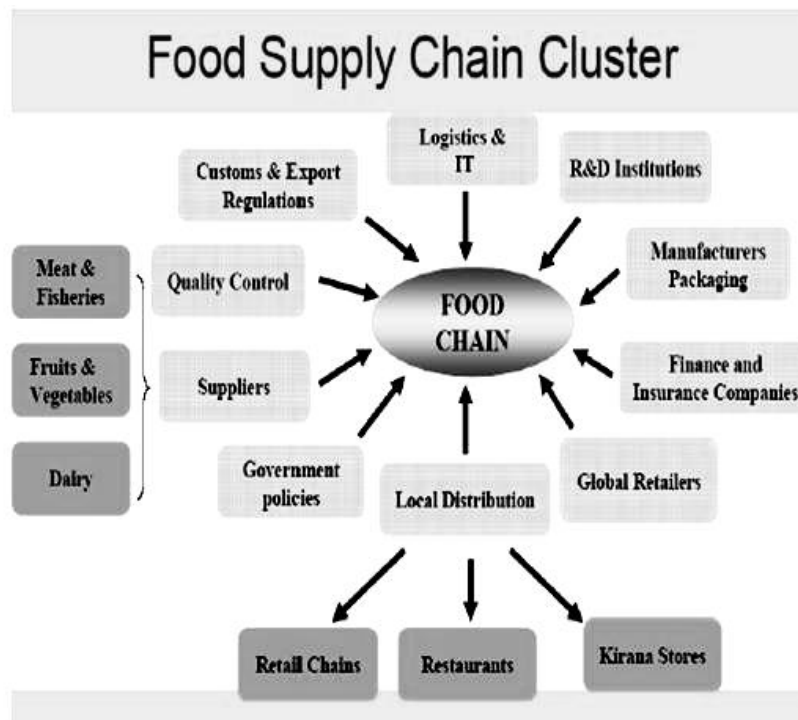 Food Supply Chain Cluster
Logistics &
IT
Customs & Export
Regulations
R&D Institutions
Meat &
Fisheries
Quality Control
FOOD
CHAIN
Manufacturers
Packaging
Fruits &
Vegetables
Suppliers
Finance and
Insurance Companies
Dairy
Government
policies
Local Distribution
Global Retailers
Retail Chains
Restaurants
Kirana Stores